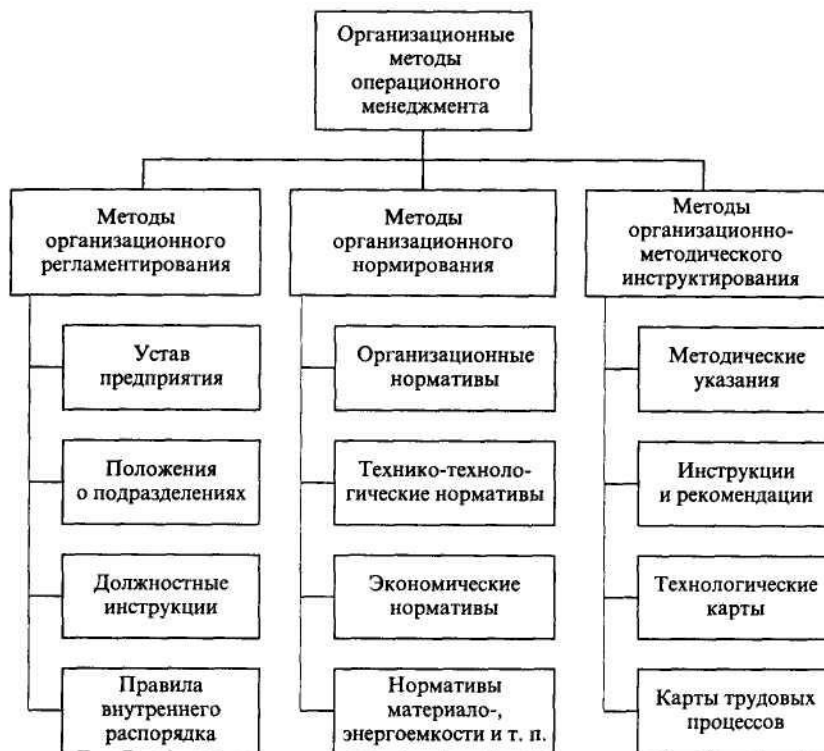 Организационные
методы
операционного
менеджмента
Методы
организационного
регламентирования
Методы
организационного
нормирования
Методы
организационно-
методического
инструктирования
Устав
предприятия
Организационные
нормативы
Методические
указания
Положения
о подразделениях
Технико-техноло-
гические нормативы
Инструкции
и рекомендации
Должностные
инструкции
Экономические
нормативы
Технологические
карты
Правила
внутреннего
распорядка
Нормативы
материало-,
энергоемкости и т. п.
Карты трудовых
процессов